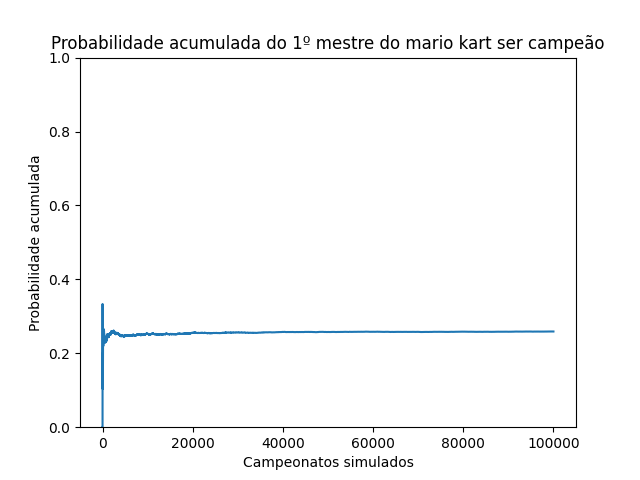 Probabilidade acumulada do 1º mestre do mario kart ser campeão
1.0
0.8
0.6
0.4
0.2
0.0
Probabilidade acumulada
0 20000 40000 60000 80000 100000
Campeonatos simulados